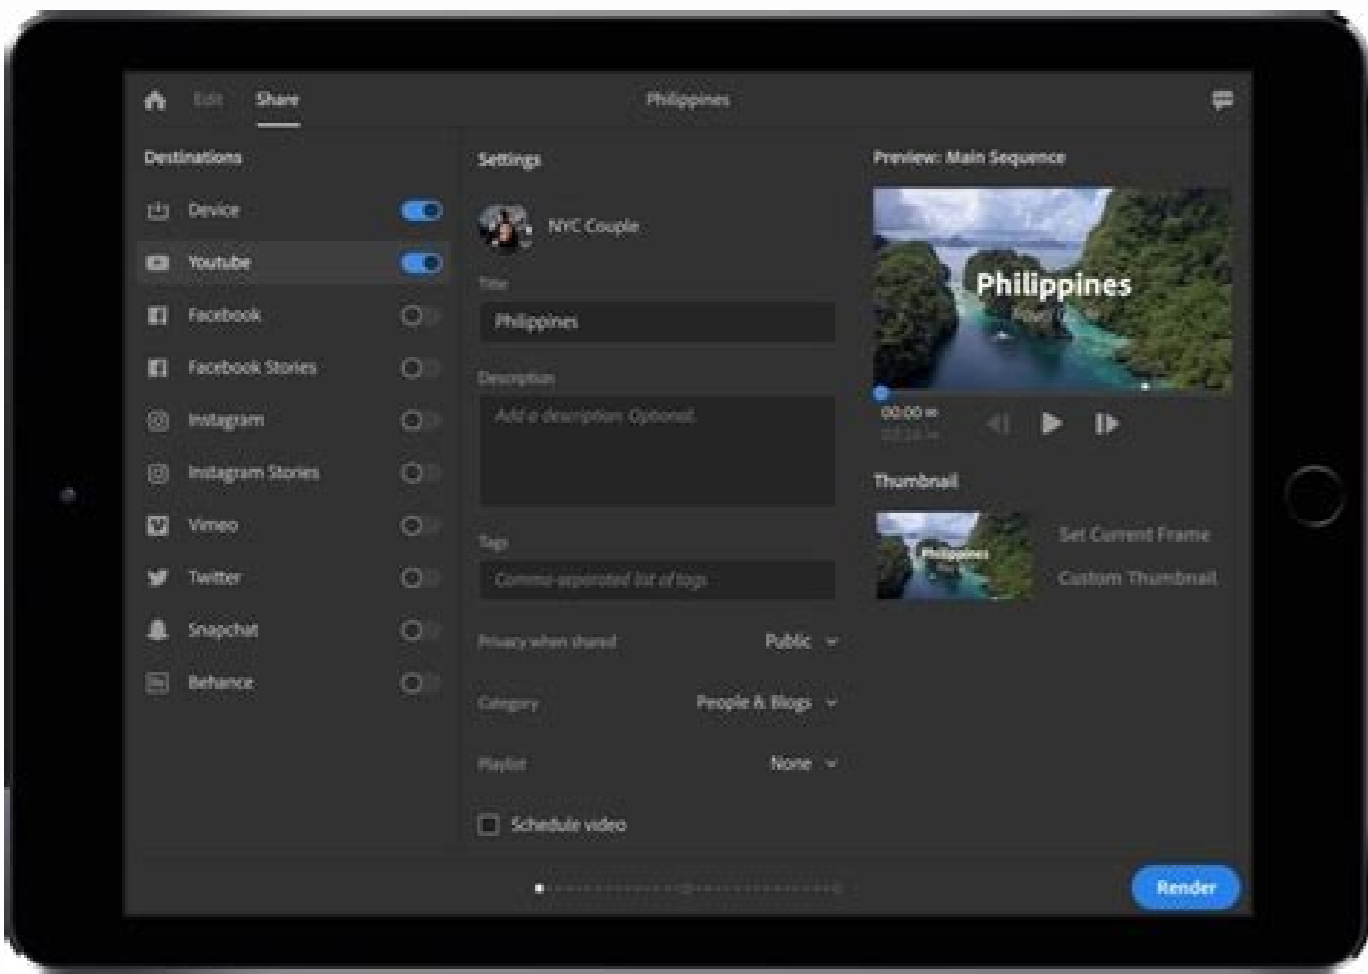 Edit
Share
Philippines
Destinations
Device
Youtube
Facebook
Facebook Stories
Instagram
Instagram Stories
Vimeo
Twitter
Snapchat
Behance
Settings
NYC Couple
Title
Philippines
Description
Add a description. Optional.
Tags
Comma-seperated list of tags
Privacy when shared
Public
Category
People & Blogs
Playlist
None
Schedule video
Preview: Main Sequence
Philippines
00:00
Thumbnail
Philippines
Set Current Frame
Custom Thumbnail
Render